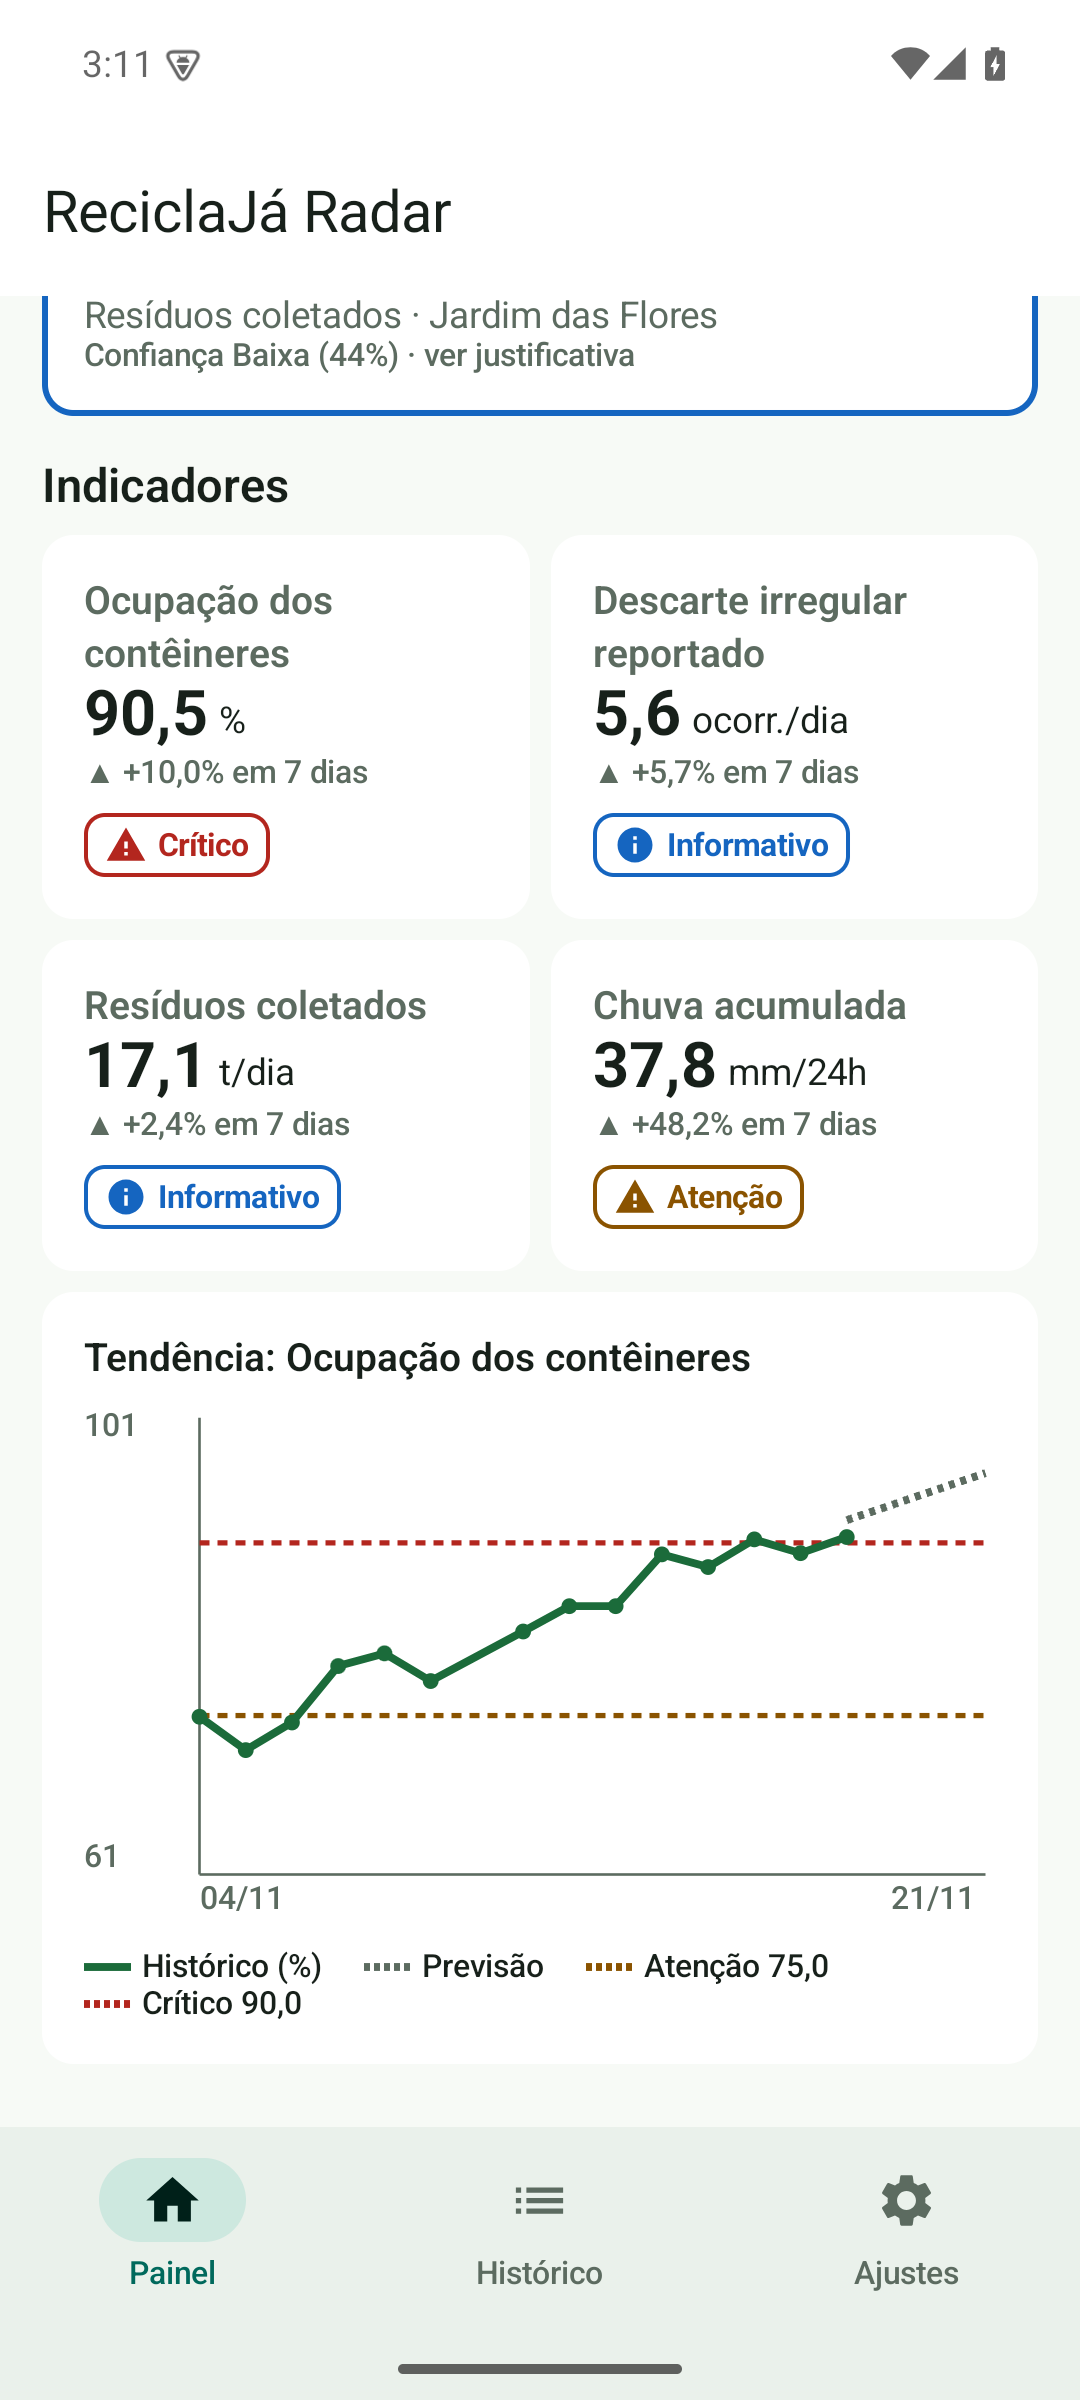 3:11
ReciclaJá Radar
Resíduos coletados · Jardim das Flores
Confiança Baixa (44%) · ver justificativa
Indicadores
Ocupação dos
contêineres
90,5 %
▲ +10,0% em 7 dias
Crítico
Descarte irregular
reportado
5,6 ocorr./dia
▲ +5,7% em 7 dias
Informativo
Resíduos coletados
17,1 t/dia
▲ +2,4% em 7 dias
Informativo
Chuva acumulada
37,8 mm/24h
▲ +48,2% em 7 dias
Atenção
Tendência: Ocupação dos contêineres
101
61
04/11
21/11
Histórico (%)
Previsão
Atenção 75,0
Crítico 90,0
Painel
Histórico
Ajustes